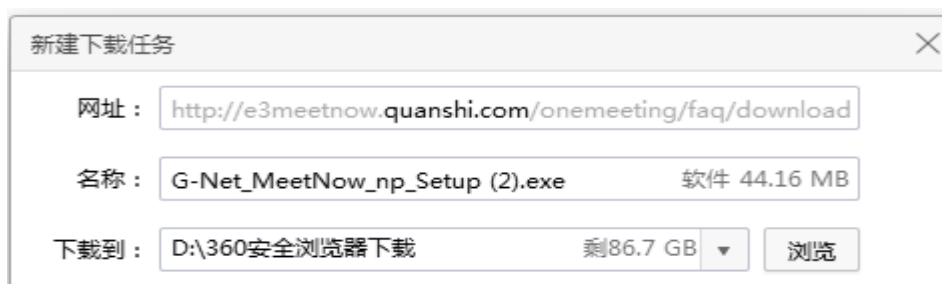 新建下载任务
网址： http://e3meetnow.quanshi.com/onemeeting/faq/download
名称： G-Net_MeetNow_np_Setup (2).exe 软件 44.16 MB
下载到： D:\360安全浏览器下载 剩86.7 GB 浏览